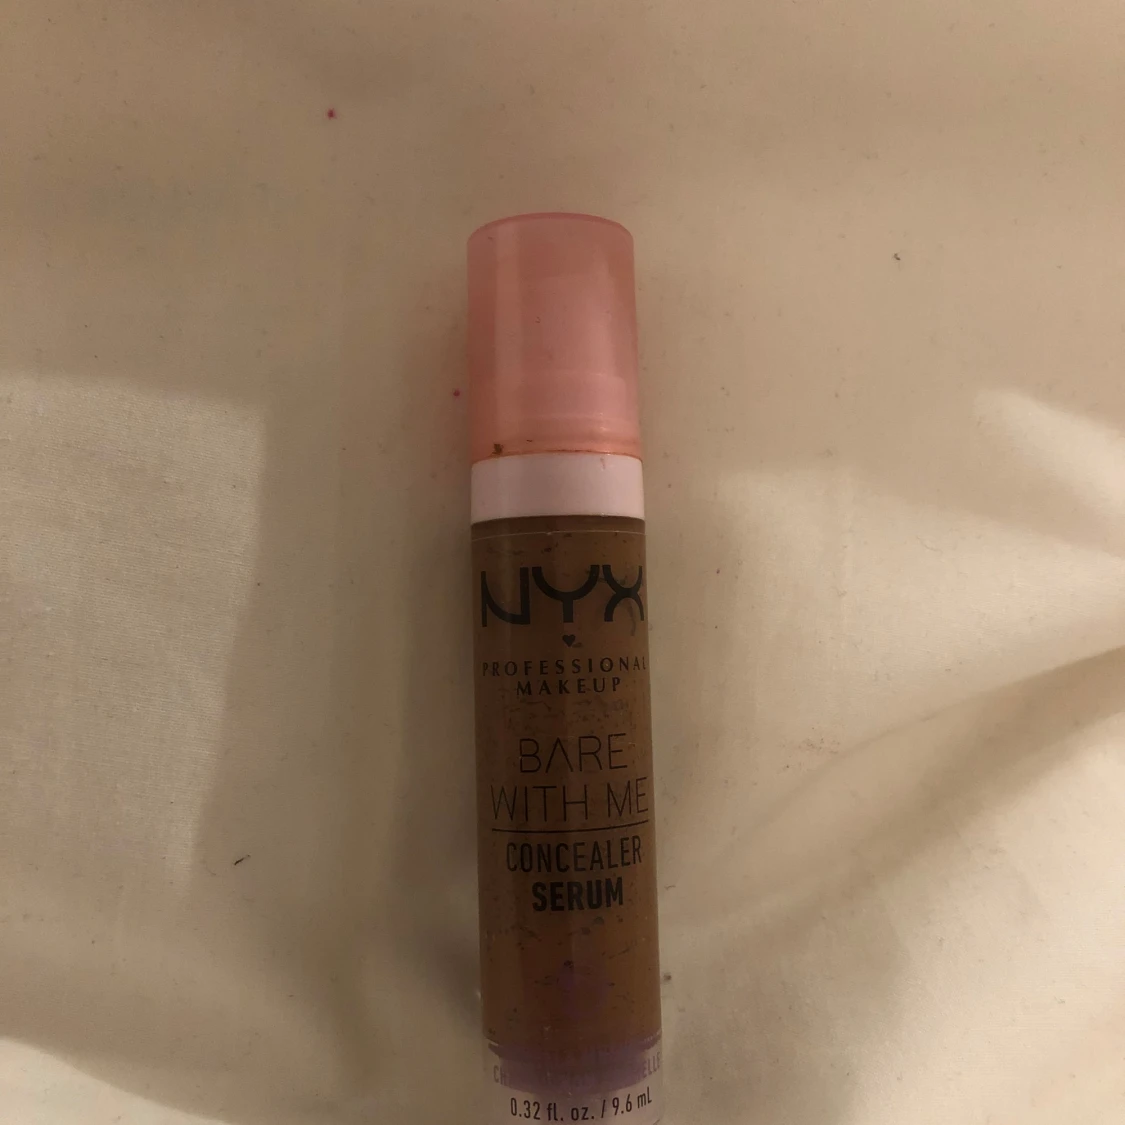 NYX
PROFESSIONAL
MAKEUP
BARE
WITH ME
CONCEALER
SERUM
0.32 fl. oz. / 9.6 mL